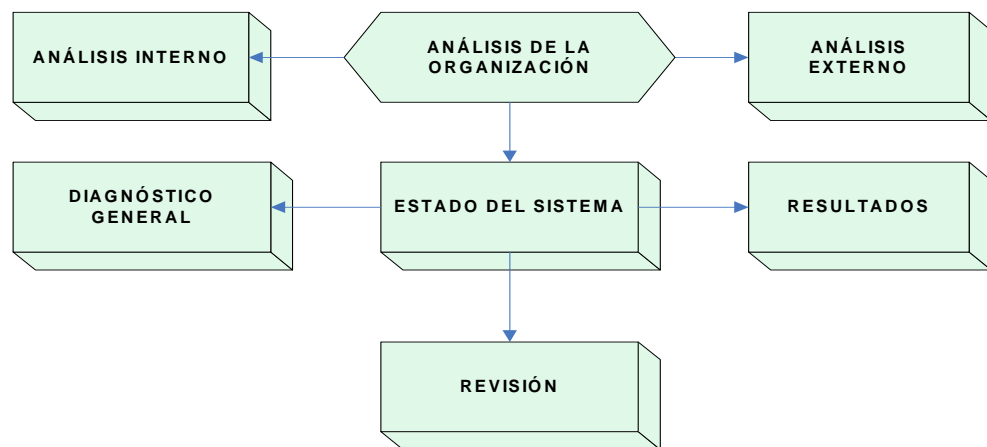 ANÁLISIS INTERNO
ANÁLISIS DE LA
ORGANIZACIÓN
ANÁLISIS
EXTERNO
DIAGNÓSTICO
GENERAL
ESTADO DEL SISTEMA
RESULTADOS
REVISIÓN